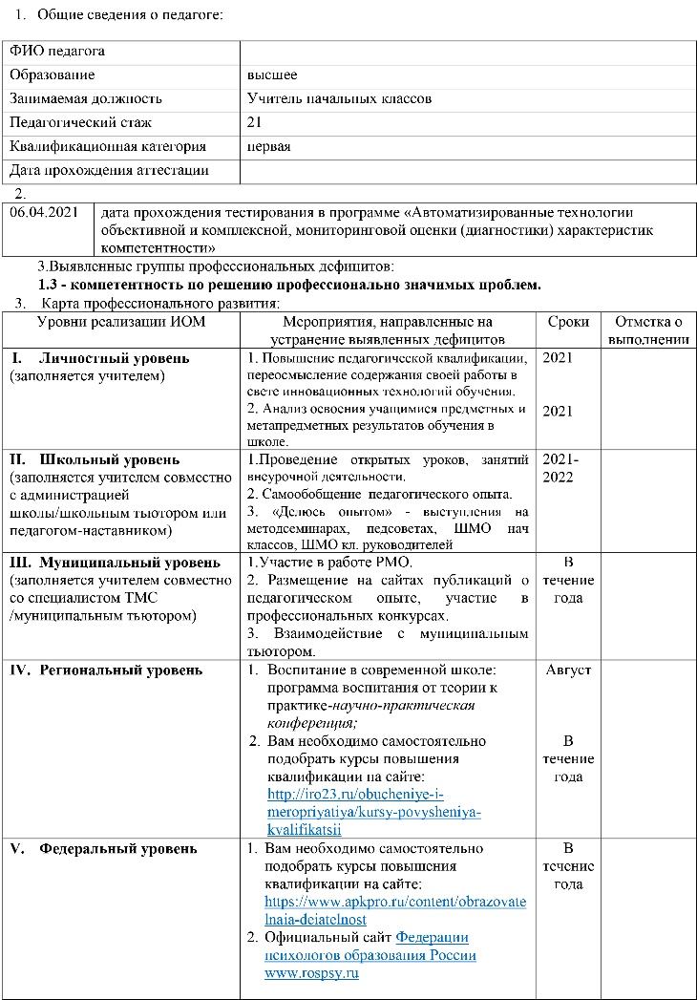 1. Общие сведения о педагоге:
ФИО педагога
Образование высшее
Занимаемая должность Учитель начальных классов
Педагогический стаж 21
Квалификационная категория первая
Дата прохождения аттестации
2.
06.04.2021 дата прохождения тестирования в программе «Автоматизированные технологии
объективной и комплексной, мониторинговой оценки (диагностики) характеристик
компетентности»
3.Выявленные группы профессиональных дефицитов:
1.3 - компетентность по решению профессионально значимых проблем.
3. Карта профессионального развития:
Уровни реализации ИОМ
Мероприятия, направленные на
устранение выявленных дефицитов
Сроки
Отметка о
выполнении
I. Личностный уровень
(заполняется учителем)
1. Повышение педагогической квалификации,
переосмысление содержания своей работы в
свете инновационных технологий обучения.
2. Анализ освоения учащимися предметных и
метапредметных результатов обучения в
школе.
2021
2021
II. Школьный уровень
(заполняется учителем совместно
с администрацией
школы/школьным тьютором или
педагогом-наставником)
1.Проведение открытых уроков, занятий
внеурочной деятельности.
2. Самообобщение педагогического опыта.
3. «Делюсь опытом» - выступления на
методсеминарах, педсоветах, ШМО нач
классов, ШМО кл. руководителей
2021-
2022
III. Муниципальный уровень
(заполняется учителем совместно
со специалистом ТМС
/муниципальным тьютором)
1.Участие в работе РМО.
2. Размещение на сайтах публикаций о
педагогическом опыте, участие в
профессиональных конкурсах.
3. Взаимодействие с муниципальным
тьютором.
В
течение
года
IV. Региональный уровень
1. Воспитание в современной школе:
программа воспитания от теории к
практике-научно-практическая
конференция;
2. Вам необходимо самостоятельно
подобрать курсы повышения
квалификации на сайте:
http://iro23.ru/obucheniye-i-
meropriyatiya/kursy-povysheniya-
kvalifikatsii
Август
В
течение
года
V. Федеральный уровень
1. Вам необходимо самостоятельно
подобрать курсы повышения
квалификации на сайте:
https://www.apkpro.ru/content/obrazovate
lnaia-deiatelnost
2. Официальный сайт Федерации
психологов образования России
www.rospsy.ru
В
течение
года